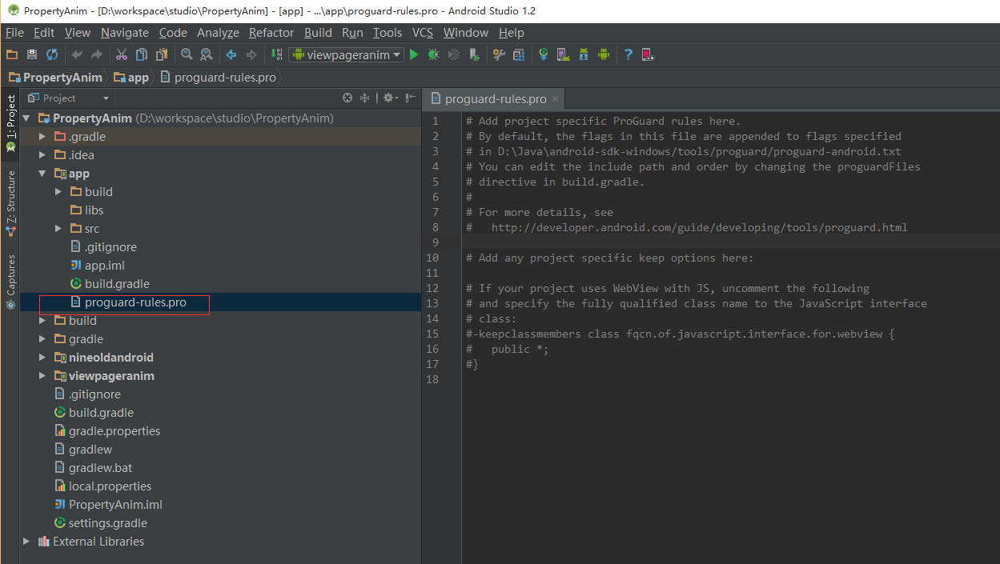 PropertyAnim - [D:\workspace\studio\PropertyAnim] - [app] - ...\app\proguard-rules.pro - Android Studio 1.2
File Edit View Navigate Code Analyze Refactor Build Run Tools VCS Window Help
viewpageranim
PropertyAnim app proguard-rules.pro
1: Project
7: Structure
Captures
Project
PropertyAnim (D:\workspace\studio\PropertyAnim)
.gradle
.idea
app
build
libs
src
.gitignore
app.iml
build.gradle
proguard-rules.pro
build
gradle
nineoldandroid
viewpageranim
.gitignore
build.gradle
gradle.properties
gradlew
gradlew.bat
local.properties
PropertyAnim.iml
settings.gradle
External Libraries
proguard-rules.pro
1 # Add project specific ProGuard rules here.
2 # By default, the flags in this file are appended to flags specified
3 # in D:\Java\android-sdk-windows/tools/proguard/proguard-android.txt
4 # You can edit the include path and order by changing the proguardFiles
5 # directive in build.gradle.
6 #
7 # For more details, see
8 #   http://developer.android.com/guide/developing/tools/proguard.html
9
10 # Add any project specific keep options here:
11
12 # If your project uses WebView with JS, uncomment the following
13 # and specify the fully qualified class name to the JavaScript interface
14 # class:
15 #-keepclassmembers class fqcn.of.javascript.interface.for.webview {
16 #   public *;
17 #}
18